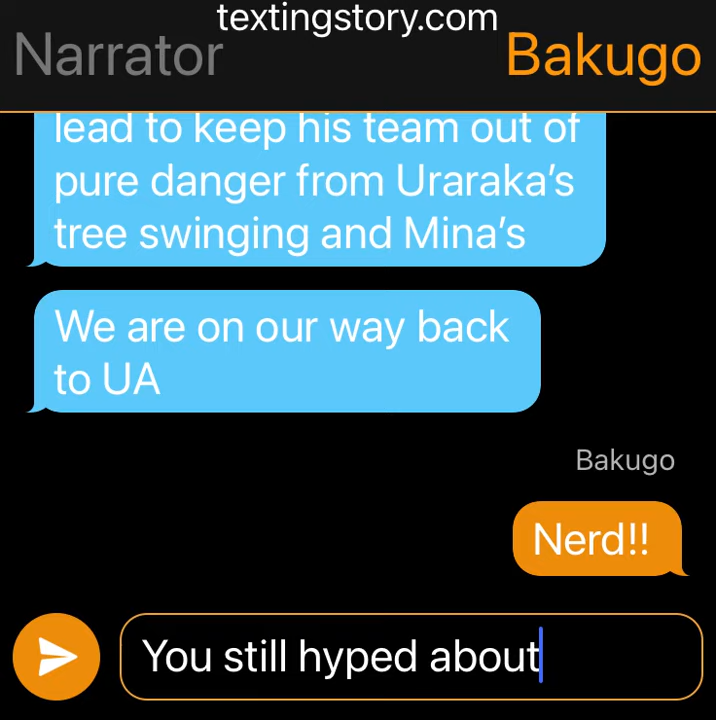 textingstory.com
Narrator
Bakugo
lead to keep his team out of
pure danger from Uraraka’s
tree swinging and Mina’s
We are on our way back
to UA
Bakugo
Nerd!!
You still hyped about